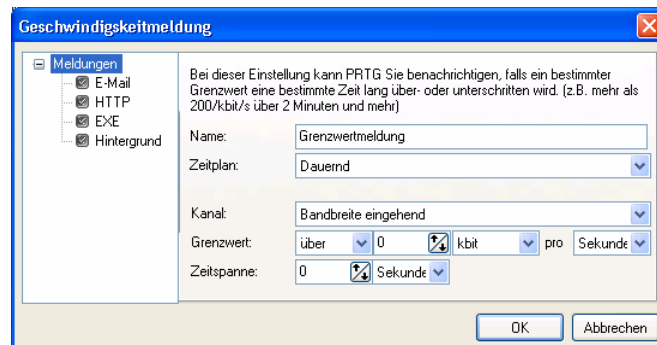 Geschwindigskeitmeldung
Meldungen
E-Mail
HTTP
EXE
Hintergrund
Bei dieser Einstellung kann PRTG Sie benachrichtigen, falls ein bestimmter
Grenzwert eine bestimmte Zeit lang über- oder unterschritten wird. (z.B. mehr als
200/kbit/s über 2 Minuten und mehr)
Name: Grenzwertmeldung
Zeitplan: Dauernd
Kanal: Bandbreite eingehend
Grenzwert: über 0 kbit pro Sekunde
Zeitspanne: 0 Sekunde
OK Abbrechen